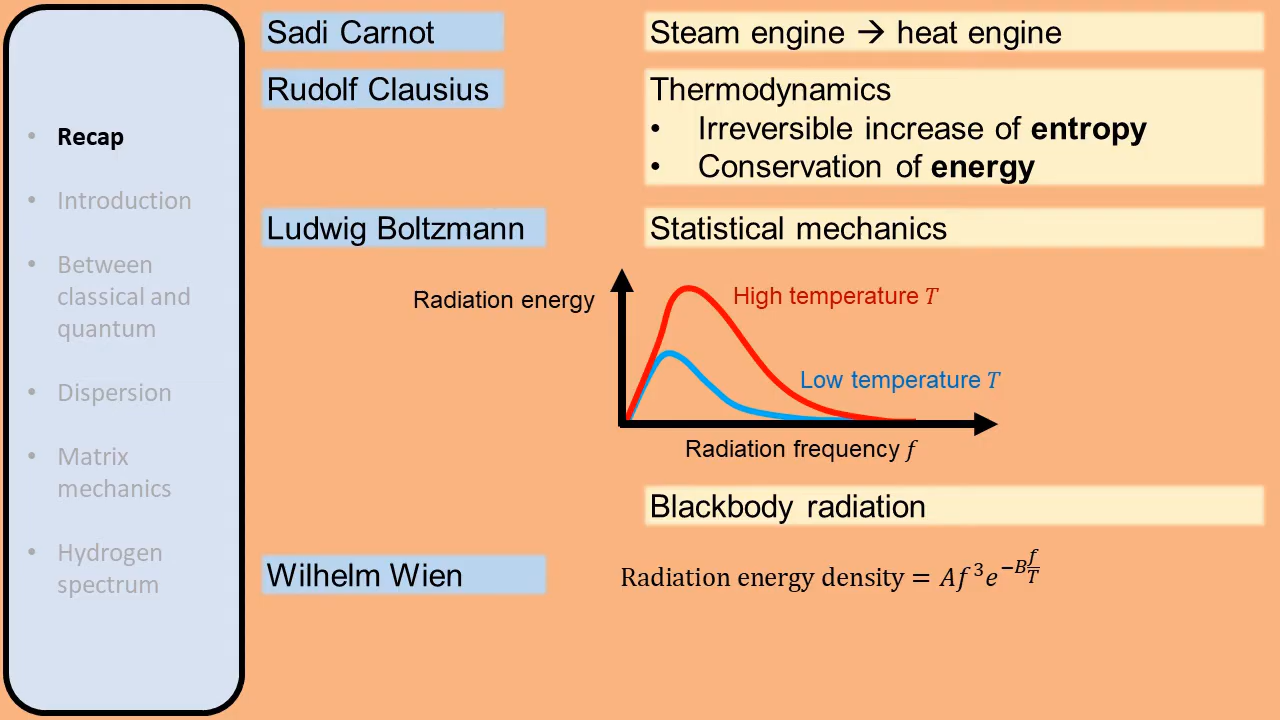 • Recap
• Introduction
• Between
classical and
quantum
• Dispersion
• Matrix
mechanics
• Hydrogen
spectrum
Sadi Carnot
Steam engine → heat engine
Rudolf Clausius
Thermodynamics
• Irreversible increase of entropy
• Conservation of energy
Ludwig Boltzmann
Statistical mechanics
Radiation energy
High temperature 𝑇
Low temperature 𝑇
Radiation frequency 𝑓
Blackbody radiation
Wilhelm Wien
Radiation energy density = 𝐴𝑓³𝑒^(−𝐵𝑓/𝑇)